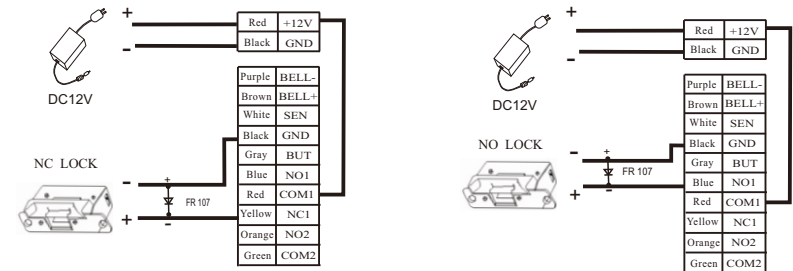 +
-
DC12V
Red +12V
Black GND
Purple BELL-
Brown BELL+
White SEN
Black GND
Gray BUT
Blue NO1
Red COM1
Yellow NC1
Orange NO2
Green COM2
NC LOCK
-
+
+
FR 107
-
+
-
DC12V
Red +12V
Black GND
Purple BELL-
Brown BELL+
White SEN
Black GND
Gray BUT
Blue NO1
Red COM1
Yellow NC1
Orange NO2
Green COM2
NO LOCK
-
+
+
FR 107
-